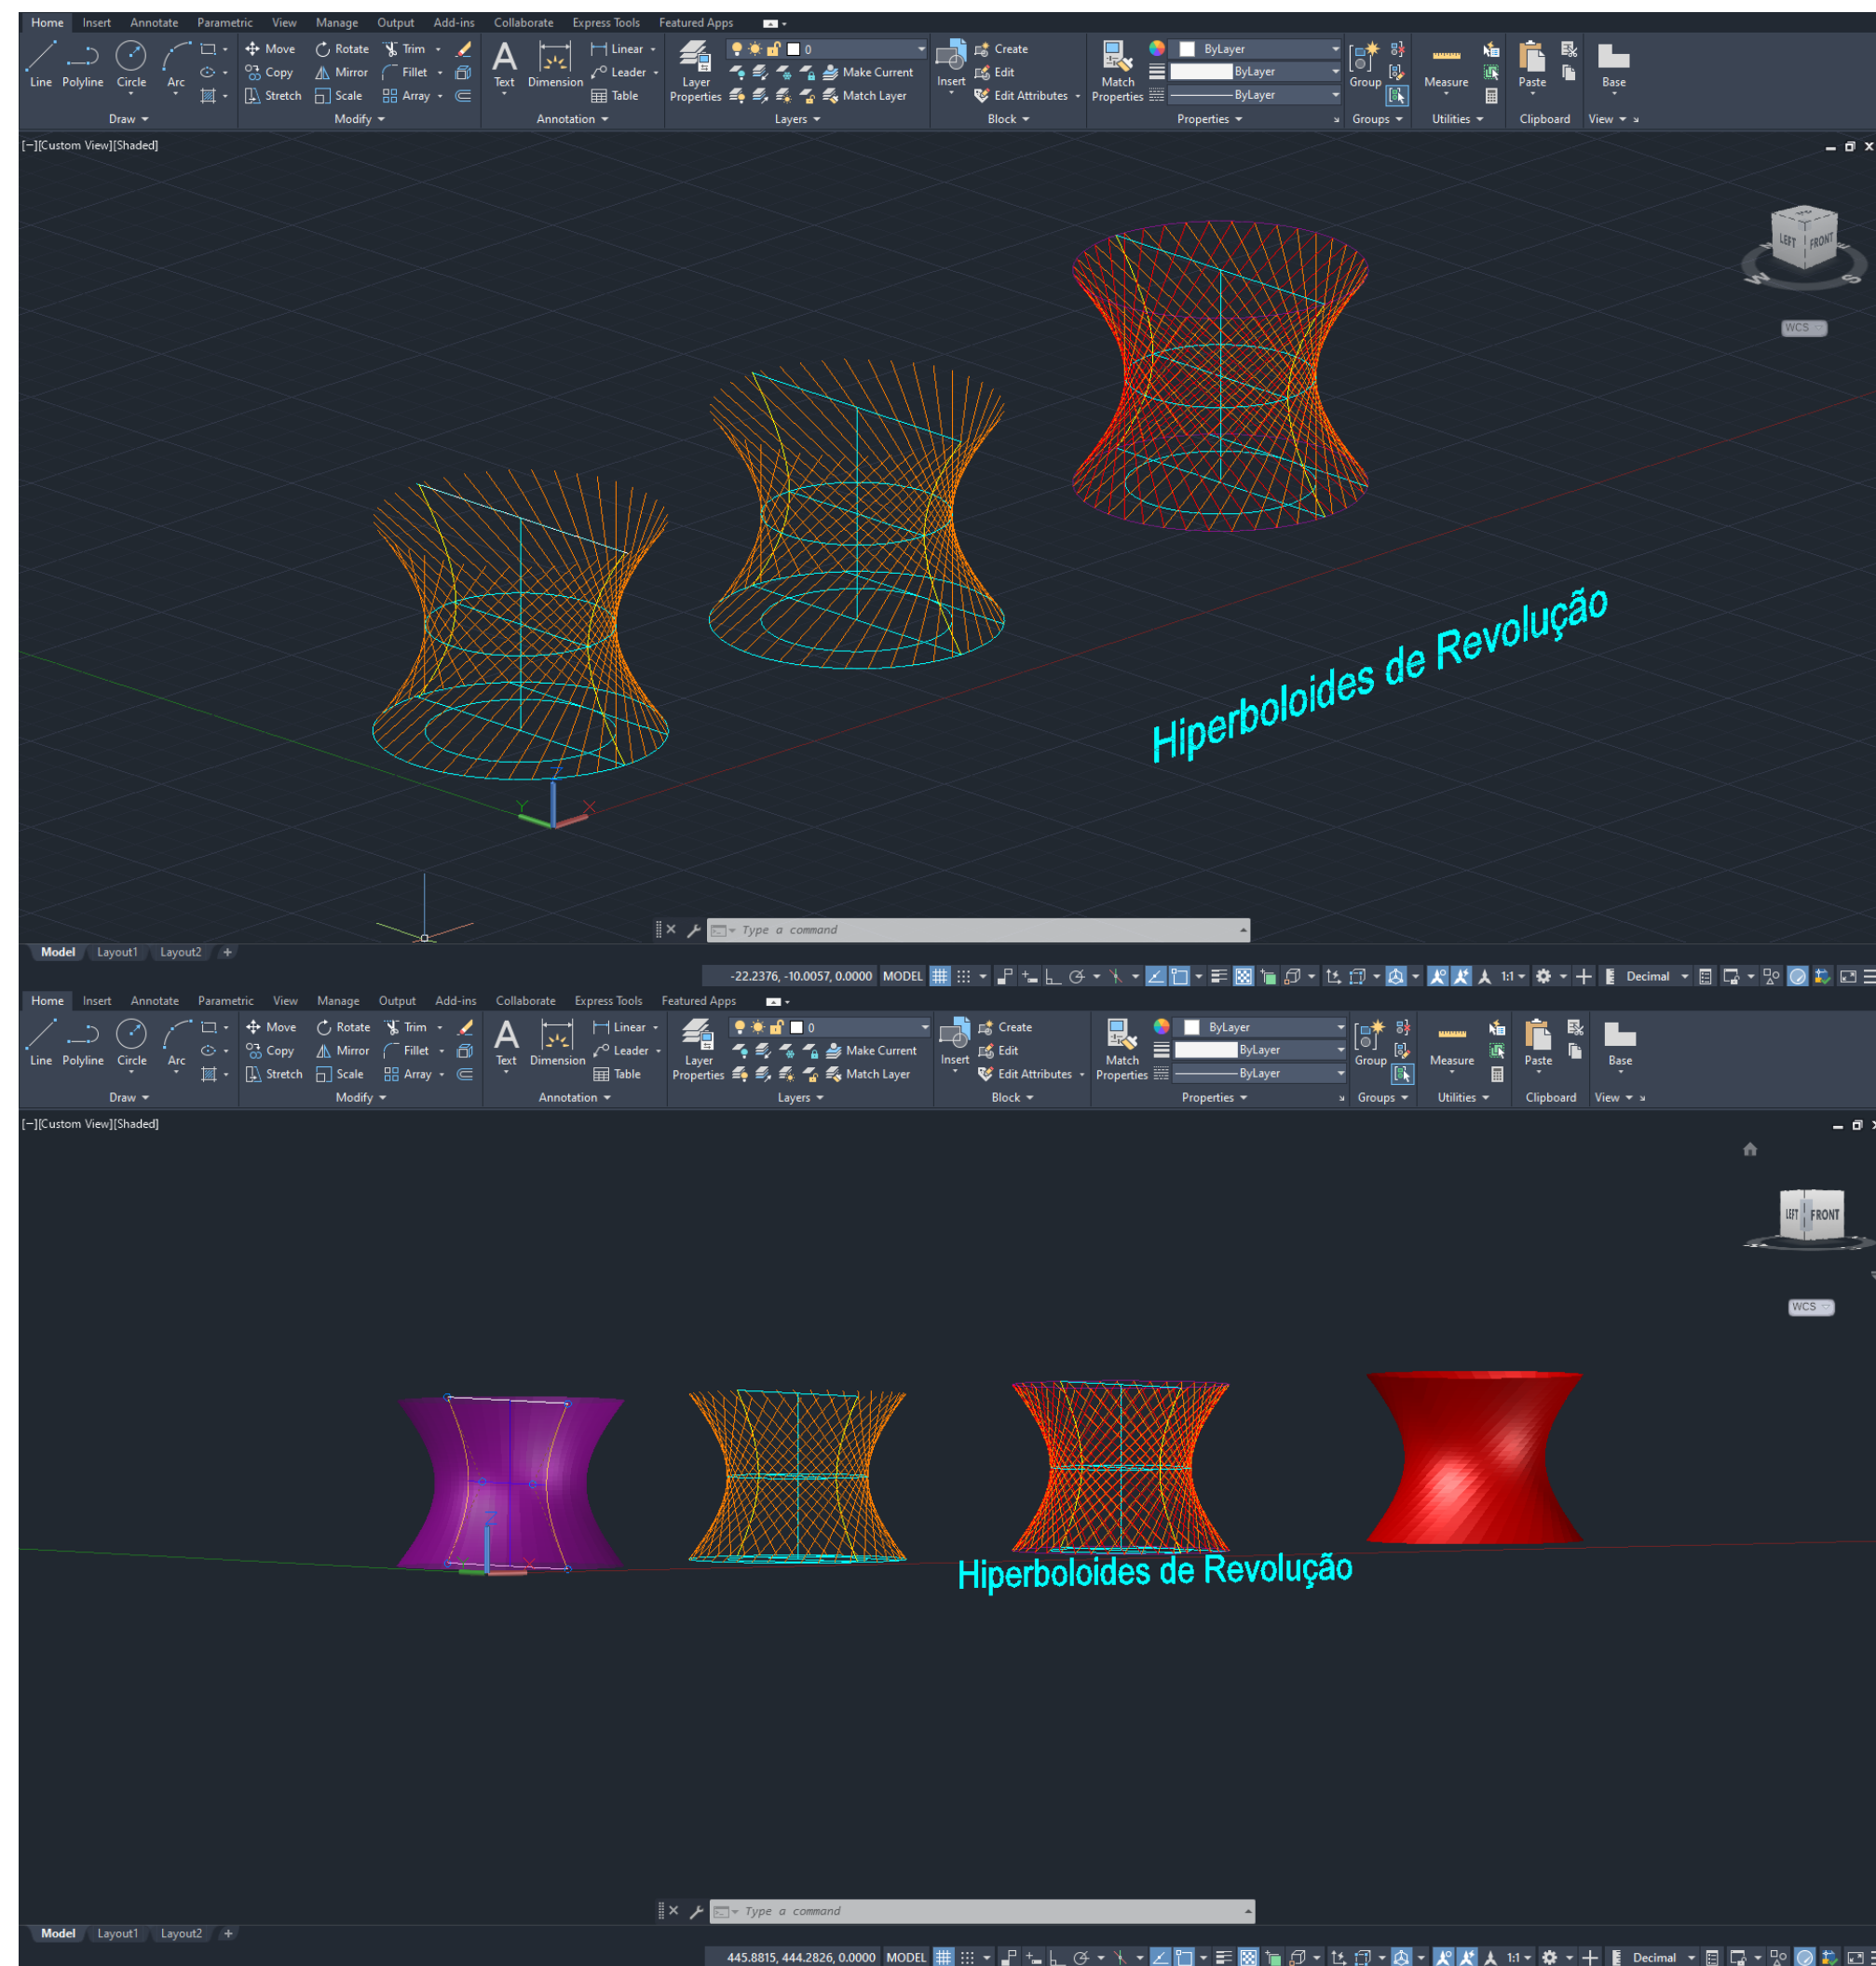 Home Insert Annotate Parametric View Manage Output Add-ins Collaborate Express Tools Featured Apps
Move Rotate Trim Linear 0 Create ByLayer
Line Polyline Circle Arc Copy Mirror Fillet Text Dimension Leader Layer Properties Make Current Insert Edit Match Properties ByLayer Group Measure Paste Base
Stretch Scale Array Table Match Layer Edit Attributes ByLayer
Draw Modify Annotation Layers Block Properties Groups Utilities Clipboard View
[−][Custom View][Shaded]
LEFT FRONT
W S
WCS
Hiperboloides de Revolução
Z
Y X
Type a command
Model Layout1 Layout2 +
-22.2376, -10.0057, 0.0000 MODEL 1:1 Decimal
Home Insert Annotate Parametric View Manage Output Add-ins Collaborate Express Tools Featured Apps
Move Rotate Trim Linear 0 Create ByLayer
Line Polyline Circle Arc Copy Mirror Fillet Text Dimension Leader Layer Properties Make Current Insert Edit Match Properties ByLayer Group Measure Paste Base
Stretch Scale Array Table Match Layer Edit Attributes ByLayer
Draw Modify Annotation Layers Block Properties Groups Utilities Clipboard View
[−][Custom View][Shaded]
LEFT FRONT
WCS
Z
Y X
Hiperboloides de Revolução
Type a command
Model Layout1 Layout2 +
445.8815, 444.2826, 0.0000 MODEL 1:1 Decimal